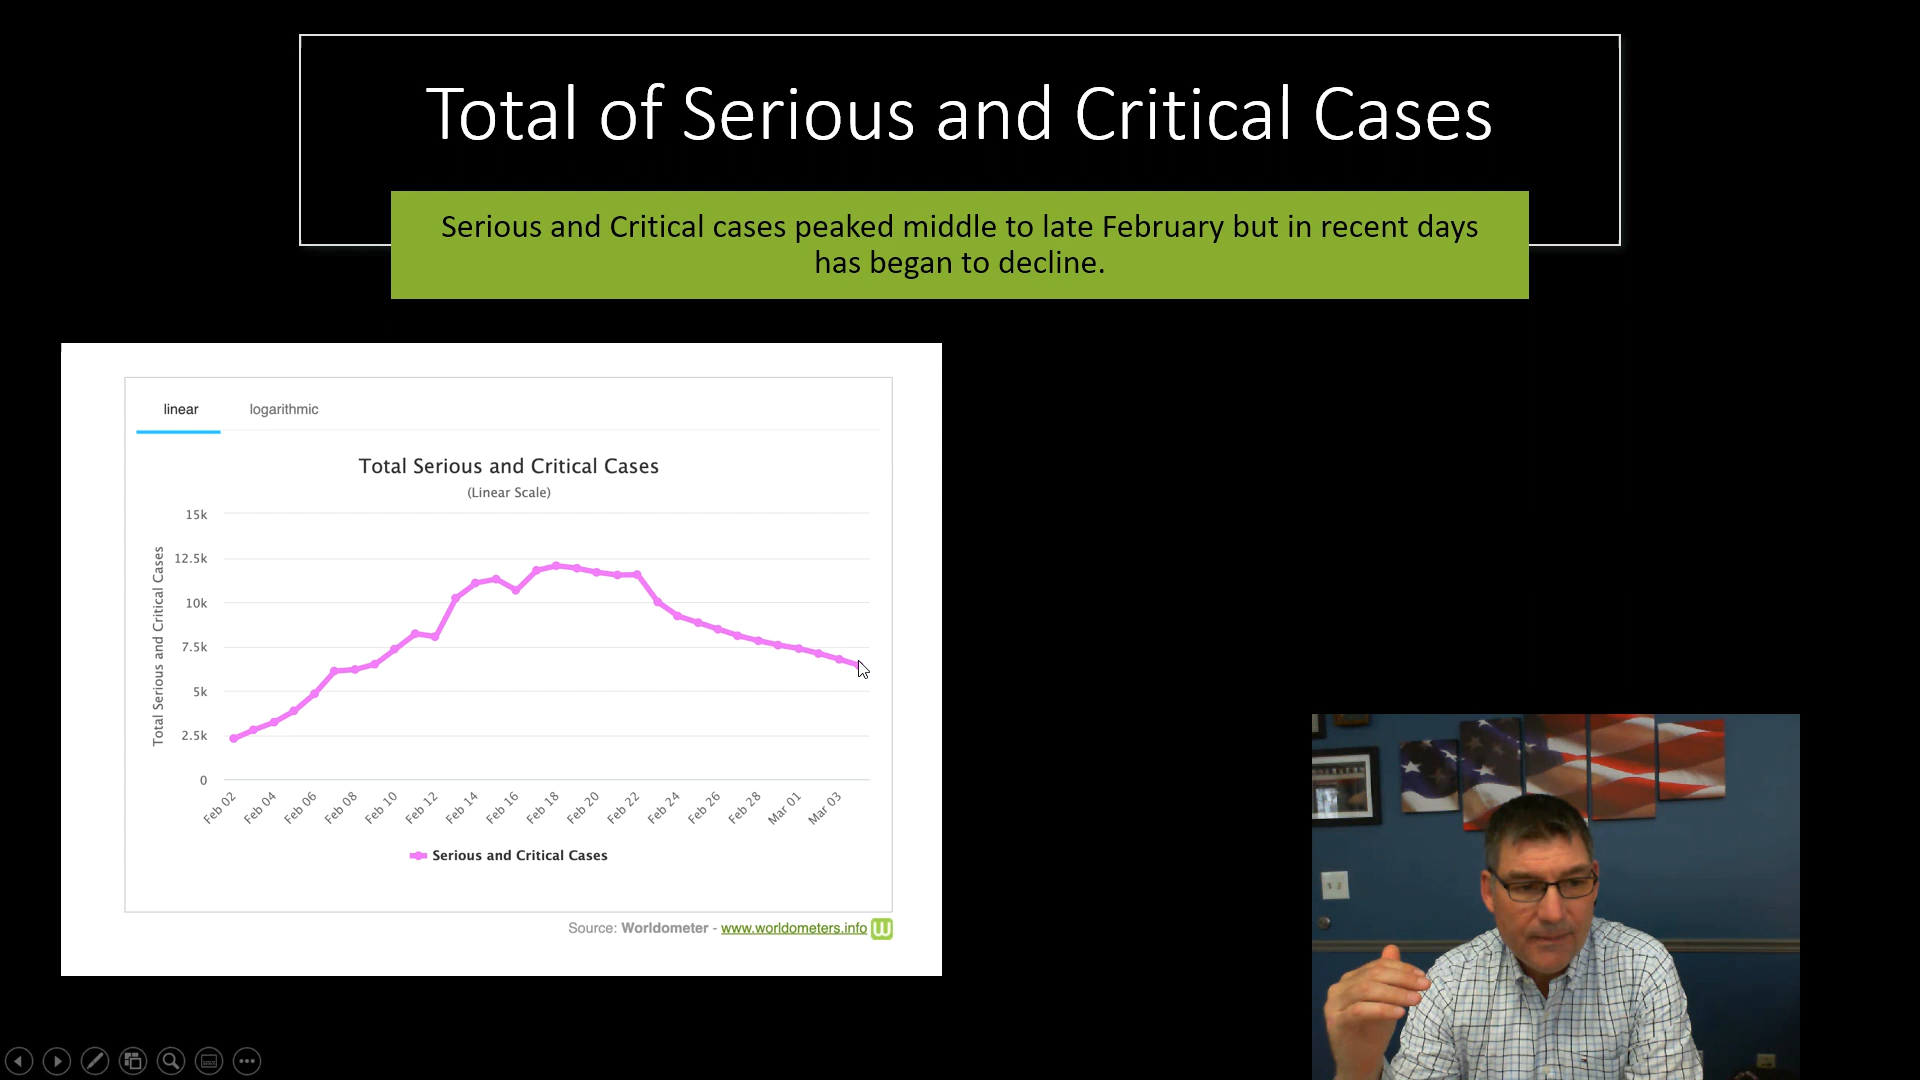 Total of Serious and Critical Cases
Serious and Critical cases peaked middle to late February but in recent days
has began to decline.
linear logarithmic
Total Serious and Critical Cases
(Linear Scale)
Total Serious and Critical Cases
15k
12.5k
10k
7.5k
5k
2.5k
0
Feb 02 Feb 04 Feb 06 Feb 08 Feb 10 Feb 12 Feb 14 Feb 16 Feb 18 Feb 20 Feb 22 Feb 24 Feb 26 Feb 28 Mar 01 Mar 03
Serious and Critical Cases
Source: Worldometer - www.worldometers.info W